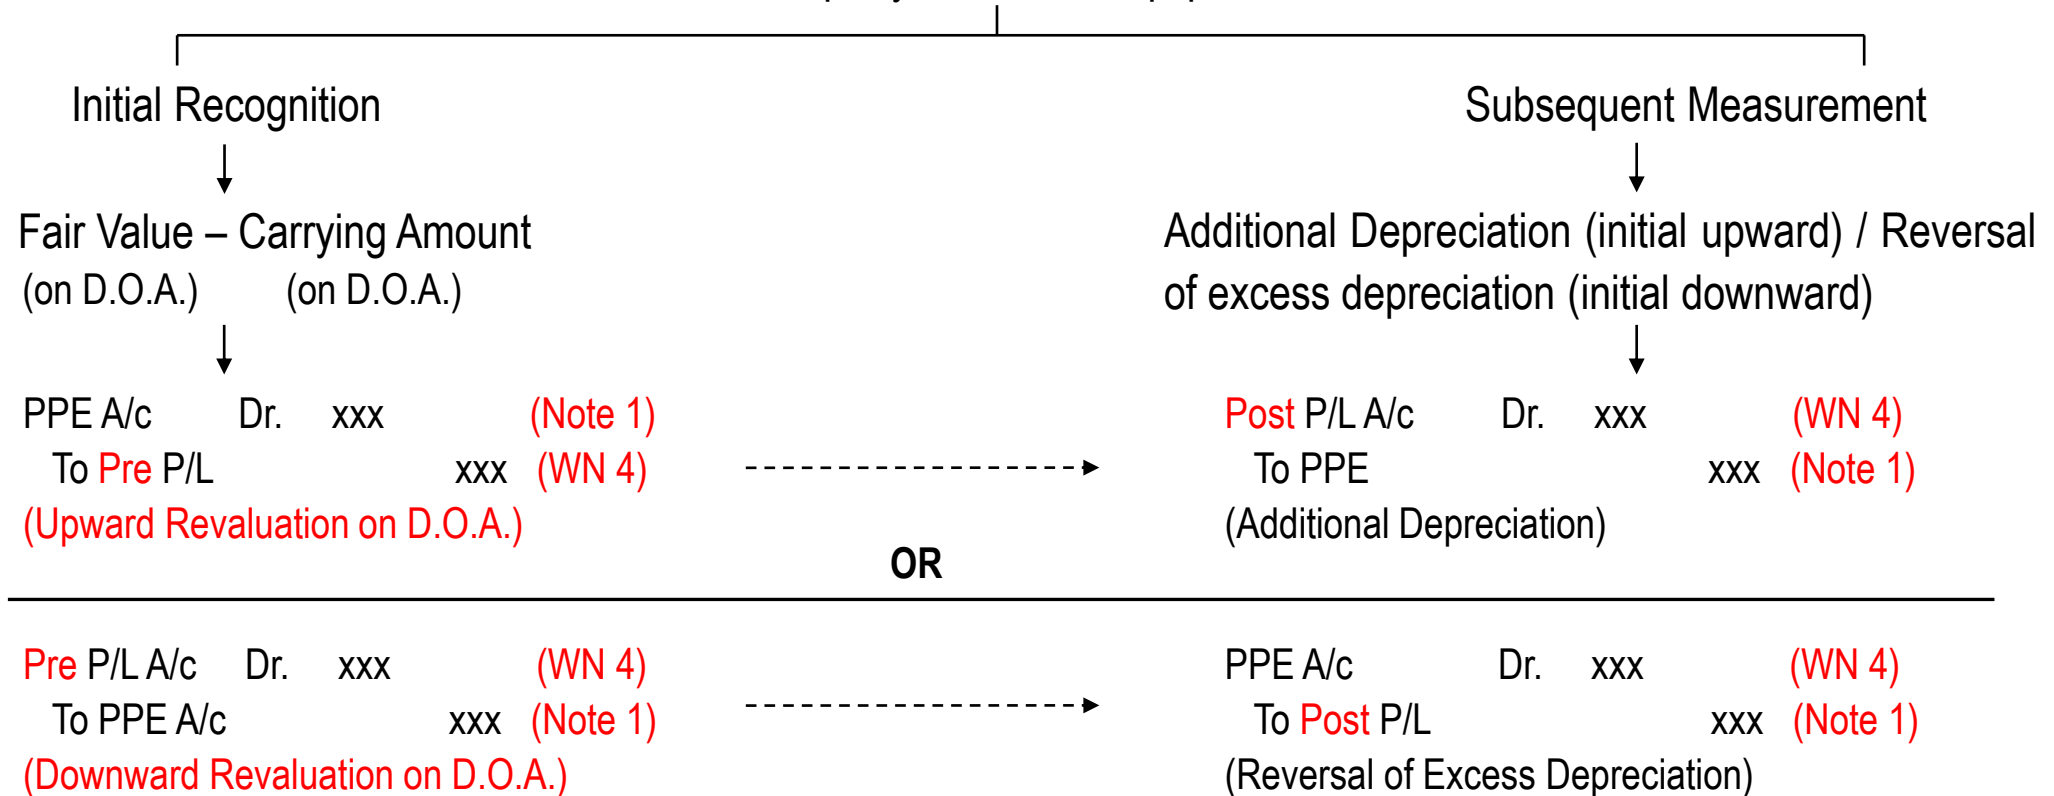 Initial Recognition
Subsequent Measurement
Fair Value – Carrying Amount
(on D.O.A.) (on D.O.A.)
Additional Depreciation (initial upward) / Reversal
of excess depreciation (initial downward)
PPE A/c Dr. xxx (Note 1)
To Pre P/L xxx (WN 4)
(Upward Revaluation on D.O.A.)
Post P/L A/c Dr. xxx (WN 4)
To PPE xxx (Note 1)
(Additional Depreciation)
OR
Pre P/L A/c Dr. xxx (WN 4)
To PPE A/c xxx (Note 1)
(Downward Revaluation on D.O.A.)
PPE A/c Dr. xxx (WN 4)
To Post P/L xxx (Note 1)
(Reversal of Excess Depreciation)